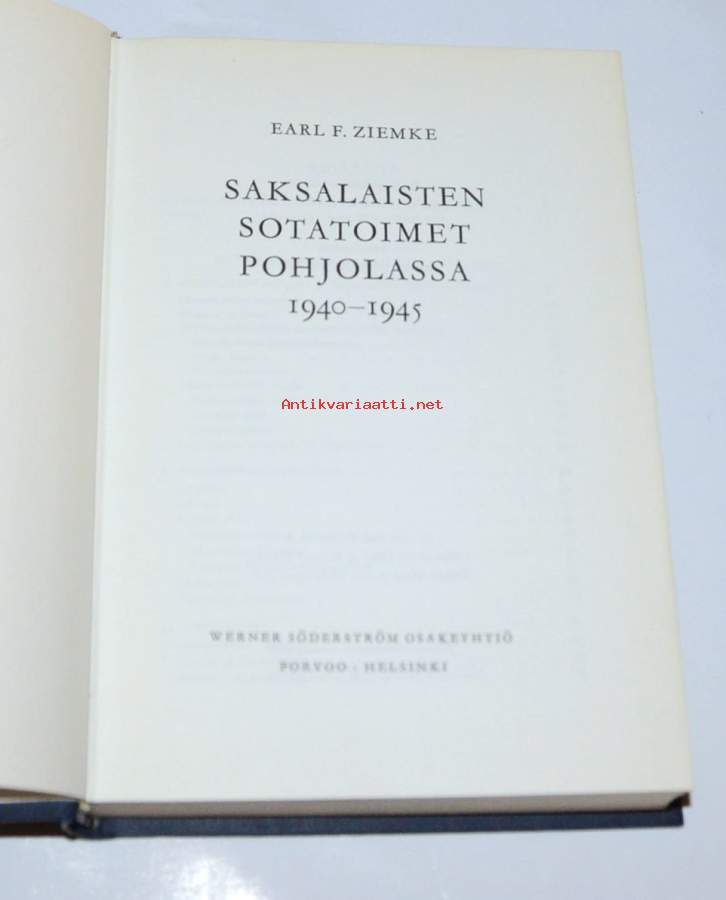 EARL F. ZIEMKE
SAKSALAISTEN
SOTATOIMET
POHJOLASSA
1940–1945
Antikvariaatti.net
WERNER SÖDERSTRÖM OSAKEYHTIÖ
PORVOO · HELSINKI